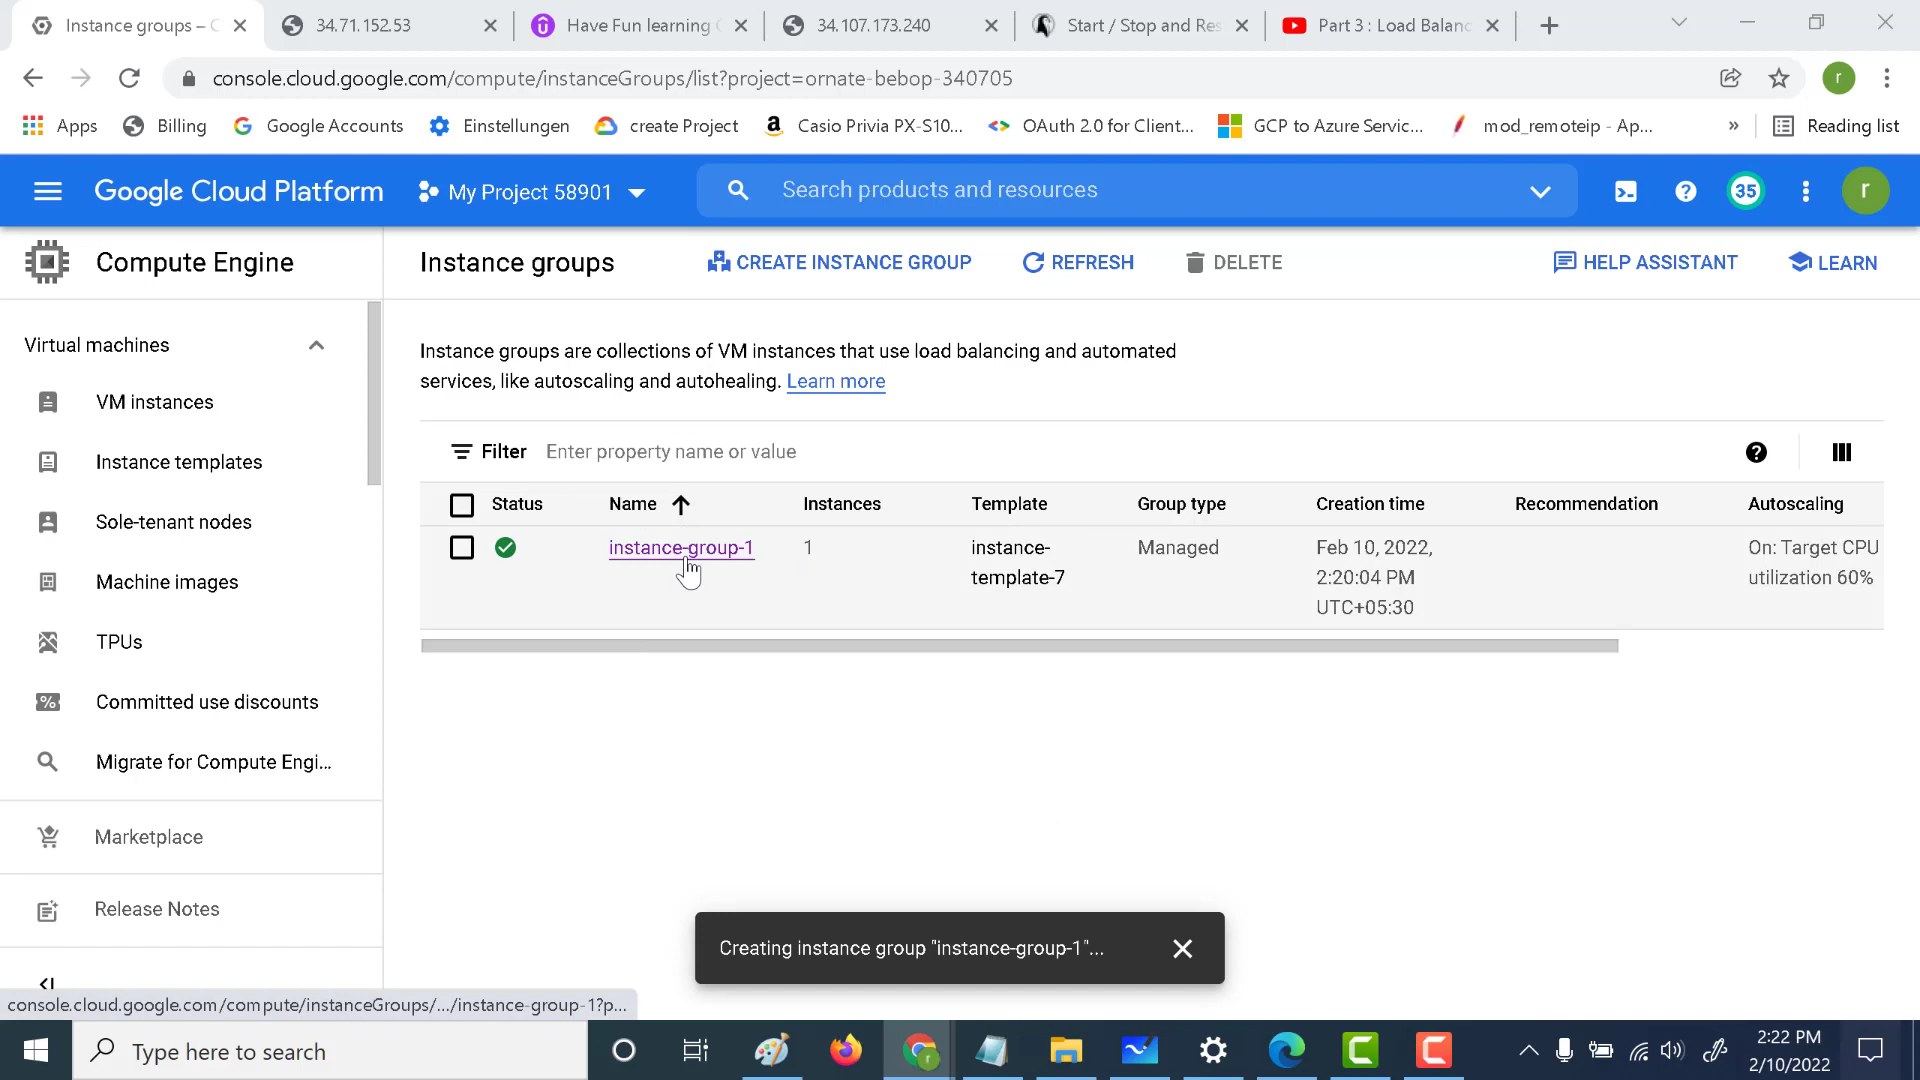 Instance groups – C
34.71.152.53
Have Fun learning G
34.107.173.240
Start / Stop and Res
Part 3 : Load Balanc
console.cloud.google.com/compute/instanceGroups/list?project=ornate-bebop-340705
r
Apps
Billing
Google Accounts
Einstellungen
create Project
Casio Privia PX-S10...
OAuth 2.0 for Client...
GCP to Azure Servic...
mod_remoteip - Ap...
»
Reading list
Google Cloud Platform
My Project 58901
Search products and resources
35
r
Compute Engine
Instance groups
CREATE INSTANCE GROUP
REFRESH
DELETE
HELP ASSISTANT
LEARN
Virtual machines
VM instances
Instance templates
Sole-tenant nodes
Machine images
TPUs
Committed use discounts
Migrate for Compute Engi...
Marketplace
Release Notes
Instance groups are collections of VM instances that use load balancing and automated
services, like autoscaling and autohealing. Learn more
Filter Enter property name or value
Status Name Instances Template Group type Creation time Recommendation Autoscaling
instance-group-1 1 instance- Managed Feb 10, 2022, On: Target CPU
template-7 2:20:04 PM utilization 60%
UTC+05:30
Creating instance group "instance-group-1"...
console.cloud.google.com/compute/instanceGroups/.../instance-group-1?p...
Type here to search
2:22 PM
2/10/2022